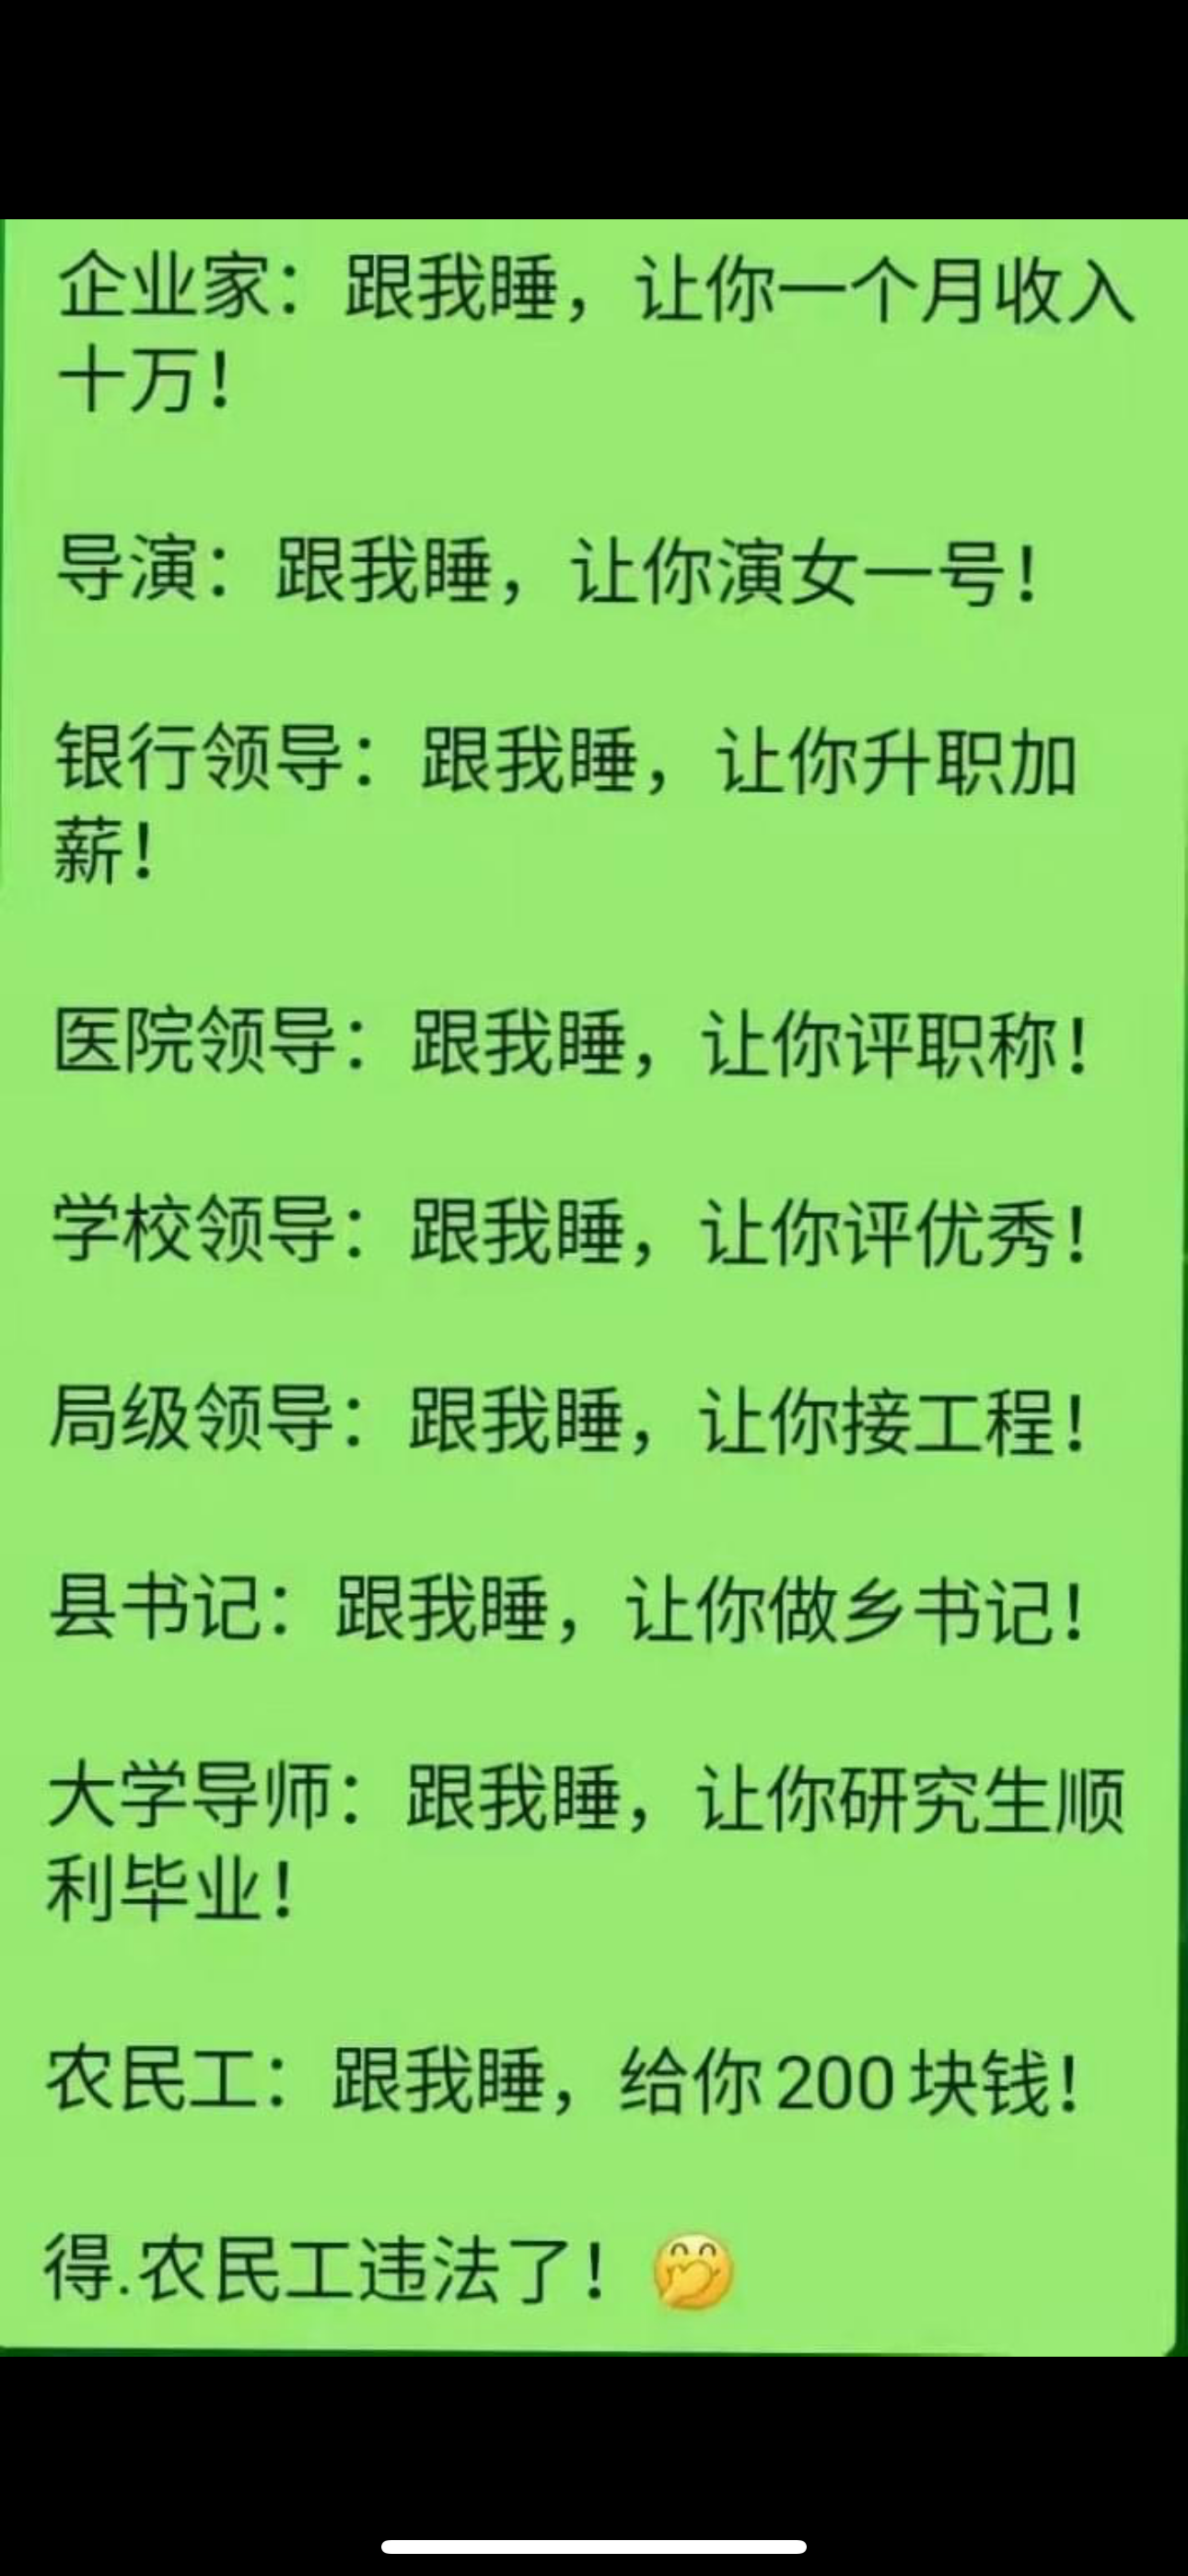 企业家：跟我睡，让你一个月收入
十万！
导演：跟我睡，让你演女一号！
银行领导：跟我睡，让你升职加
薪！
医院领导：跟我睡，让你评职称！
学校领导：跟我睡，让你评优秀！
局级领导：跟我睡，让你接工程！
县书记：跟我睡，让你做乡书记！
大学导师：跟我睡，让你研究生顺
利毕业！
农民工：跟我睡，给你200块钱！
得.农民工违法了！🤭